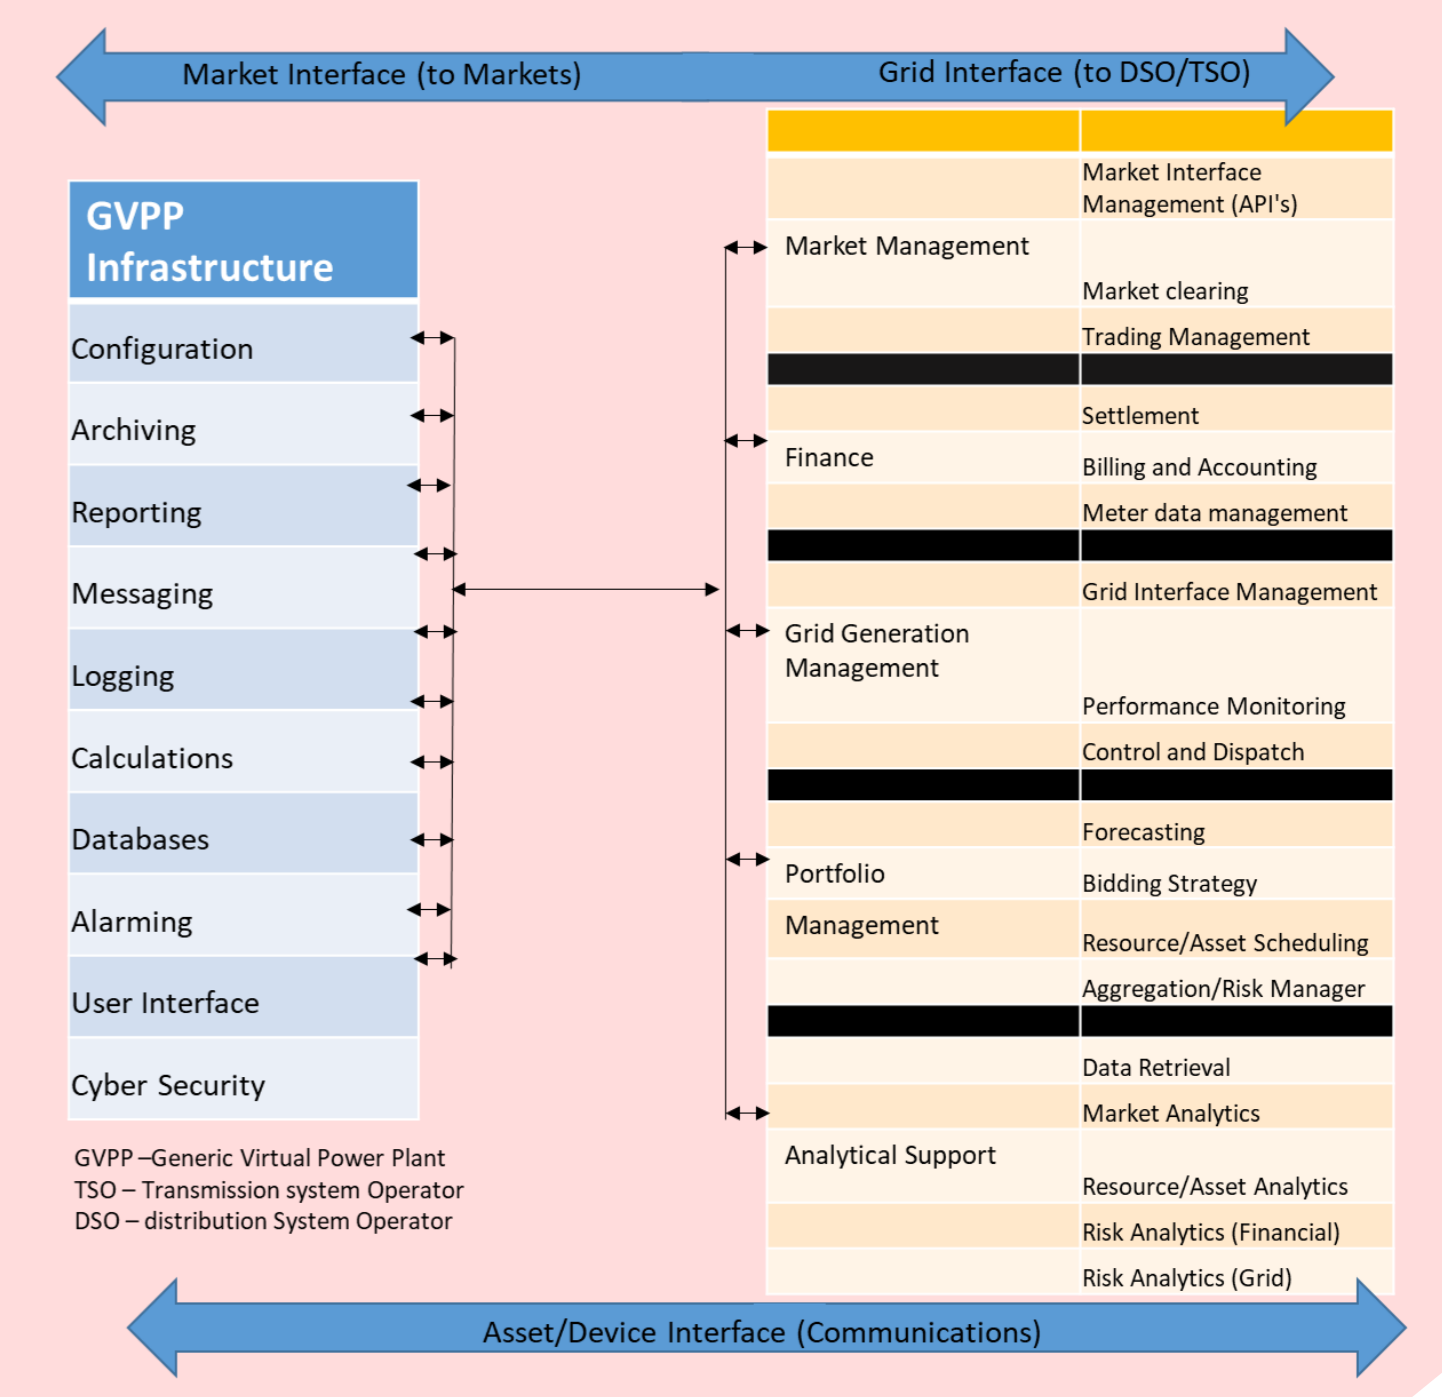 Market Interface (to Markets)
Grid Interface (to DSO/TSO)
GVPP
Infrastructure
Configuration
Archiving
Reporting
Messaging
Logging
Calculations
Databases
Alarming
User Interface
Cyber Security
GVPP –Generic Virtual Power Plant
TSO – Transmission system Operator
DSO – distribution System Operator
Market Interface
Management (API's)
Market Management
Market clearing
Trading Management
Settlement
Finance
Billing and Accounting
Meter data management
Grid Interface Management
Grid Generation
Management
Performance Monitoring
Control and Dispatch
Forecasting
Portfolio
Bidding Strategy
Management
Resource/Asset Scheduling
Aggregation/Risk Manager
Data Retrieval
Market Analytics
Analytical Support
Resource/Asset Analytics
Risk Analytics (Financial)
Risk Analytics (Grid)
Asset/Device Interface (Communications)